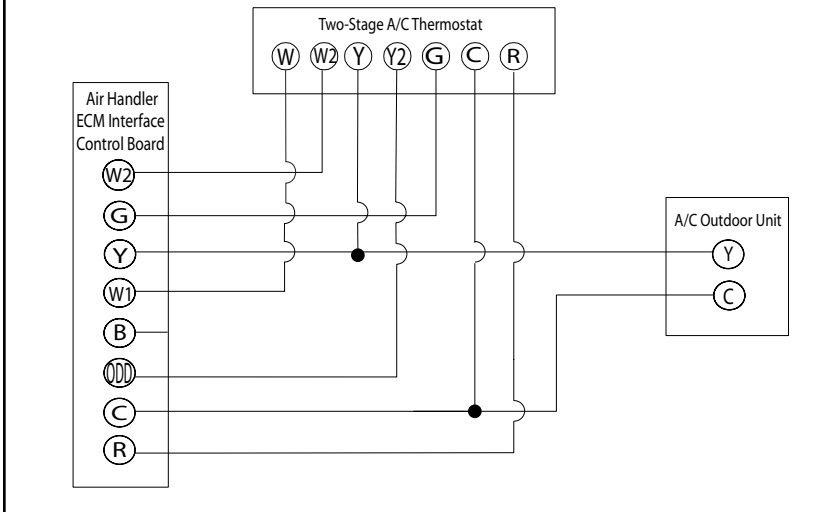 Two-Stage A/C Thermostat
W W2 Y Y2 G C R
Air Handler
ECM Interface
Control Board
W2
G
Y
W1
B
ODD
C
R
A/C Outdoor Unit
Y
C